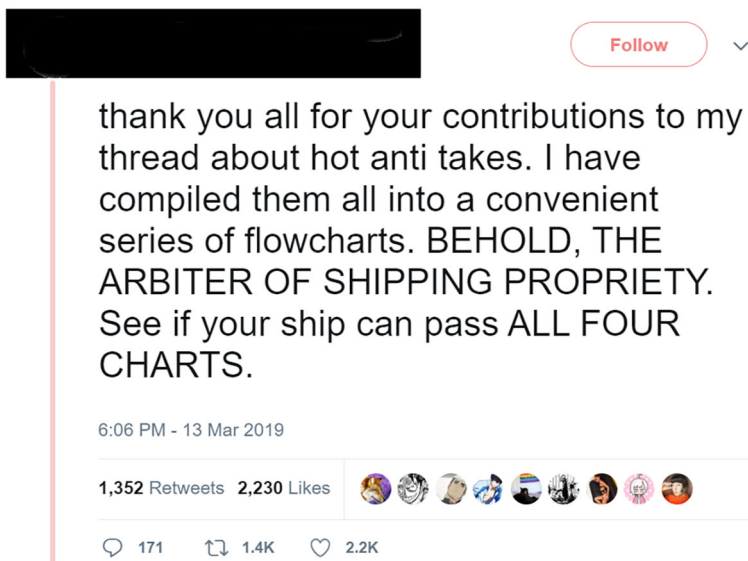 Follow
thank you all for your contributions to my
thread about hot anti takes. I have
compiled them all into a convenient
series of flowcharts. BEHOLD, THE
ARBITER OF SHIPPING PROPRIETY.
See if your ship can pass ALL FOUR
CHARTS.
6:06 PM - 13 Mar 2019
1,352 Retweets 2,230 Likes
171 1.4K 2.2K